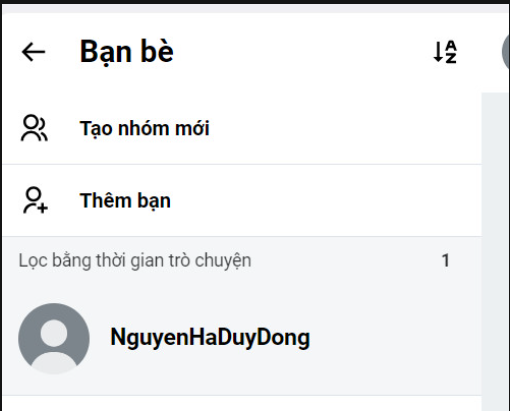 Bạn bè
Tạo nhóm mới
Thêm bạn
Lọc bằng thời gian trò chuyện 1
NguyenHaDuyDong